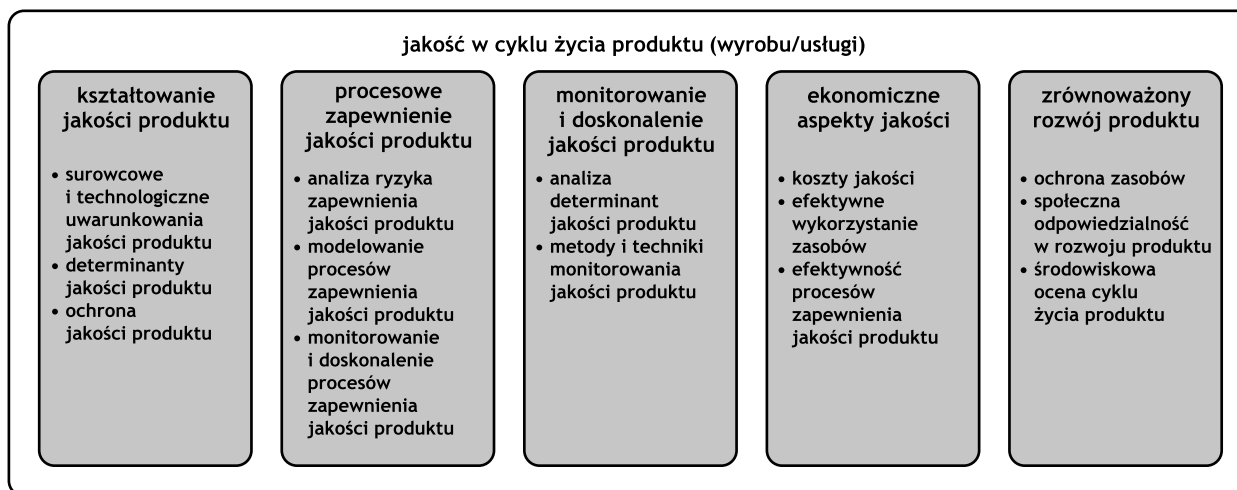 jakość w cyklu życia produktu (wyrobu/usługi)
kształtowanie
jakości produktu
• surowcowe
i technologiczne
uwarunkowania
jakości produktu
• determinanty
jakości produktu
• ochrona
jakości produktu
procesowe
zapewnienie
jakości produktu
• analiza ryzyka
zapewnienia
jakości produktu
• modelowanie
procesów
zapewnienia
jakości produktu
• monitorowanie
i doskonalenie
procesów
zapewnienia
jakości produktu
monitorowanie
i doskonalenie
jakości produktu
• analiza
determinant
jakości produktu
• metody i techniki
monitorowania
jakości produktu
ekonomiczne
aspekty jakości
• koszty jakości
• efektywne
wykorzystanie
zasobów
• efektywność
procesów
zapewnienia
jakości produktu
zrównoważony
rozwój produktu
• ochrona zasobów
• społeczna
odpowiedzialność
w rozwoju produktu
• środowiskowa
ocena cyklu
życia produktu